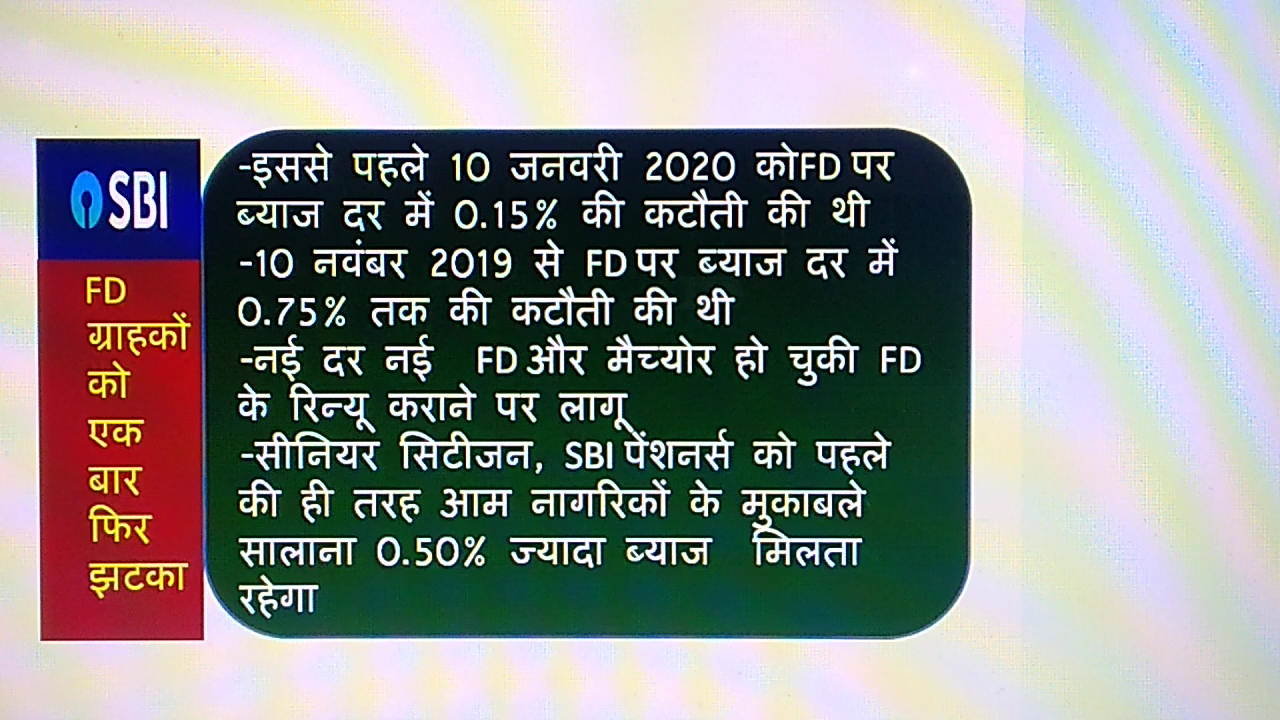 SBI
FD
ग्राहकों
को
एक
बार
फिर
झटका
-इससे पहले 10 जनवरी 2020 कोFD पर
ब्याज दर में 0.15% की कटौती की थी
-10 नवंबर 2019 से FD पर ब्याज दर में
0.75% तक की कटौती की थी
-नई दर नई FD और मैच्योर हो चुकी FD
के रिन्यू कराने पर लागू
-सीनियर सिटीजन, SBI पेंशनर्स को पहले
की ही तरह आम नागरिकों के मुकाबले
सालाना 0.50% ज्यादा ब्याज मिलता
रहेगा